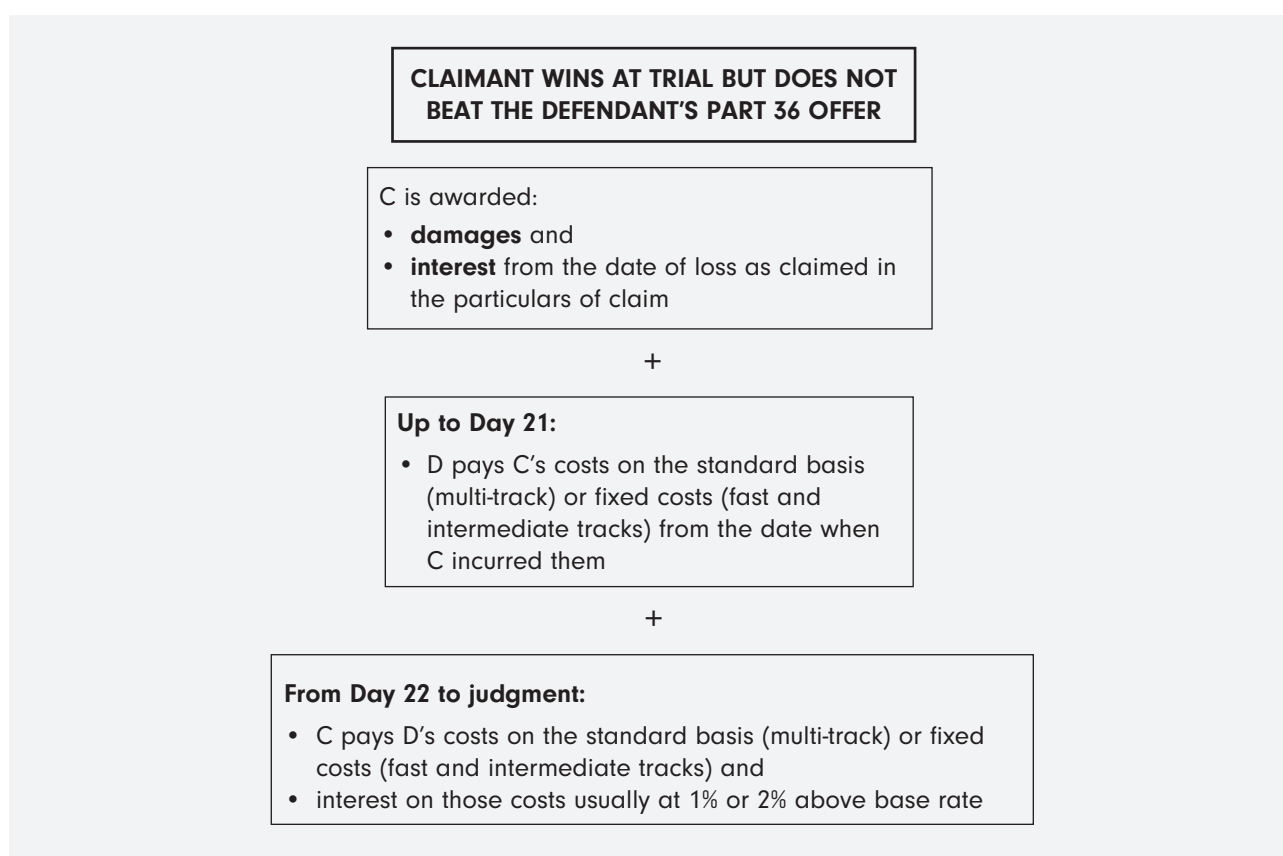 CLAIMANT WINS AT TRIAL BUT DOES NOT
BEAT THE DEFENDANT’S PART 36 OFFER
C is awarded:
• damages and
• interest from the date of loss as claimed in
the particulars of claim
+
Up to Day 21:
• D pays C’s costs on the standard basis
(multi-track) or fixed costs (fast and
intermediate tracks) from the date when
C incurred them
+
From Day 22 to judgment:
• C pays D’s costs on the standard basis (multi-track) or fixed
costs (fast and intermediate tracks) and
• interest on those costs usually at 1% or 2% above base rate